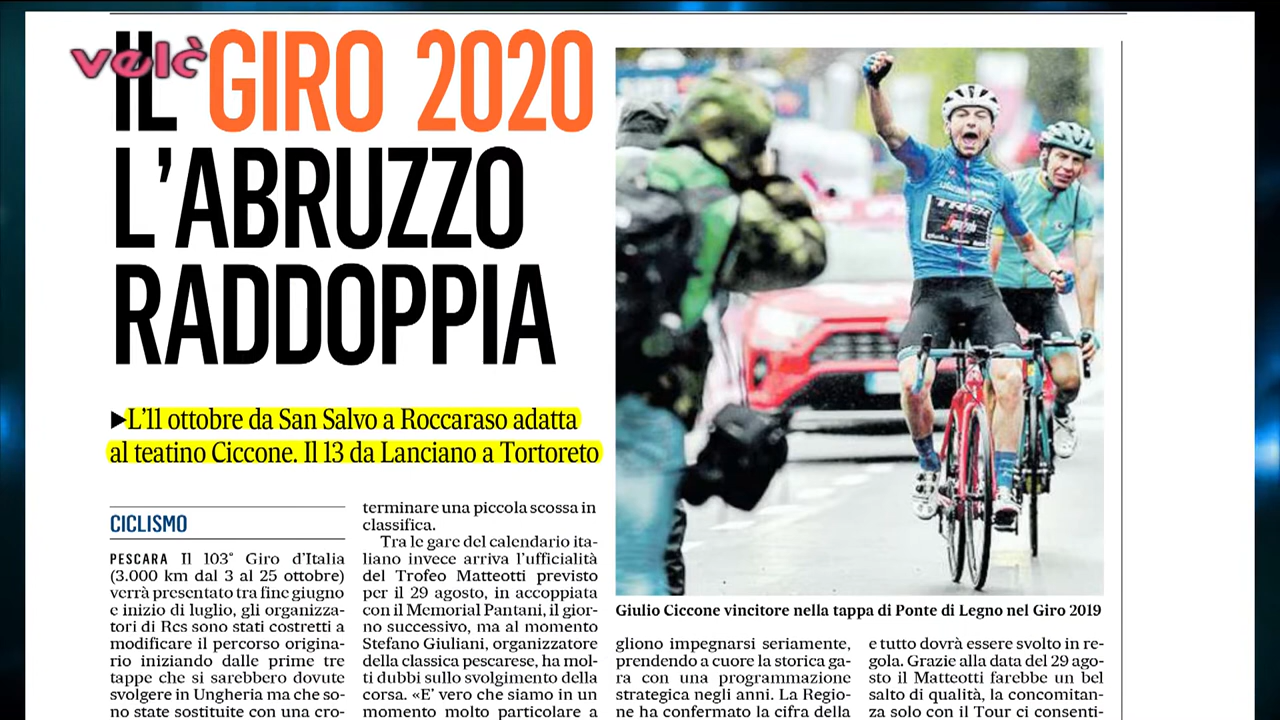 velò
IL GIRO 2020
L'ABRUZZO
RADDOPPIA
►L'11 ottobre da San Salvo a Roccaraso adatta
al teatino Ciccone. Il 13 da Lanciano a Tortoreto
CICLISMO
PESCARA Il 103° Giro d'Italia
(3.000 km dal 3 al 25 ottobre)
verrà presentato tra fine giugno
e inizio di luglio, gli organizza-
tori di Rcs sono stati costretti a
modificare il percorso origina-
rio iniziando dalle prime tre
tappe che si sarebbero dovute
svolgere in Ungheria ma che so-
no state sostituite con una cro-
terminare una piccola scossa in
classifica.
Tra le gare del calendario ita-
liano invece arriva l'ufficialità
del Trofeo Matteotti previsto
per il 29 agosto, in accoppiata
con il Memorial Pantani, il gior-
no successivo, ma al momento
Stefano Giuliani, organizzatore
della classica pescarese, ha mol-
ti dubbi sullo svolgimento della
corsa. «E' vero che siamo in un
momento molto particolare a
TREK
Giulio Ciccone vincitore nella tappa di Ponte di Legno nel Giro 2019
gliono impegnarsi seriamente,
prendendo a cuore la storica ga-
ra con una programmazione
strategica negli anni. La Regio-
ne ha confermato la cifra della
e tutto dovrà essere svolto in re-
gola. Grazie alla data del 29 ago-
sto il Matteotti farebbe un bel
salto di qualità, la concomitan-
za solo con il Tour ci consenti-